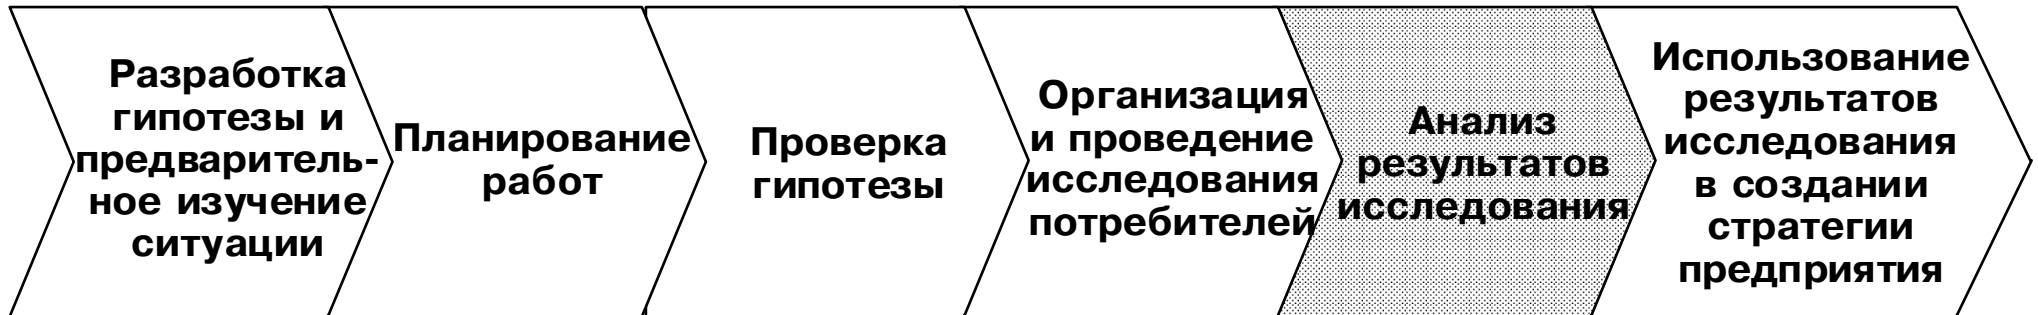 Разработка
гипотезы и
предваритель-
ное изучение
ситуации
Планирование
работ
Проверка
гипотезы
Организация
и проведение
исследования
потребителей
Анализ
результатов
исследования
Использование
результатов
исследования
в создании
стратегии
предприятия